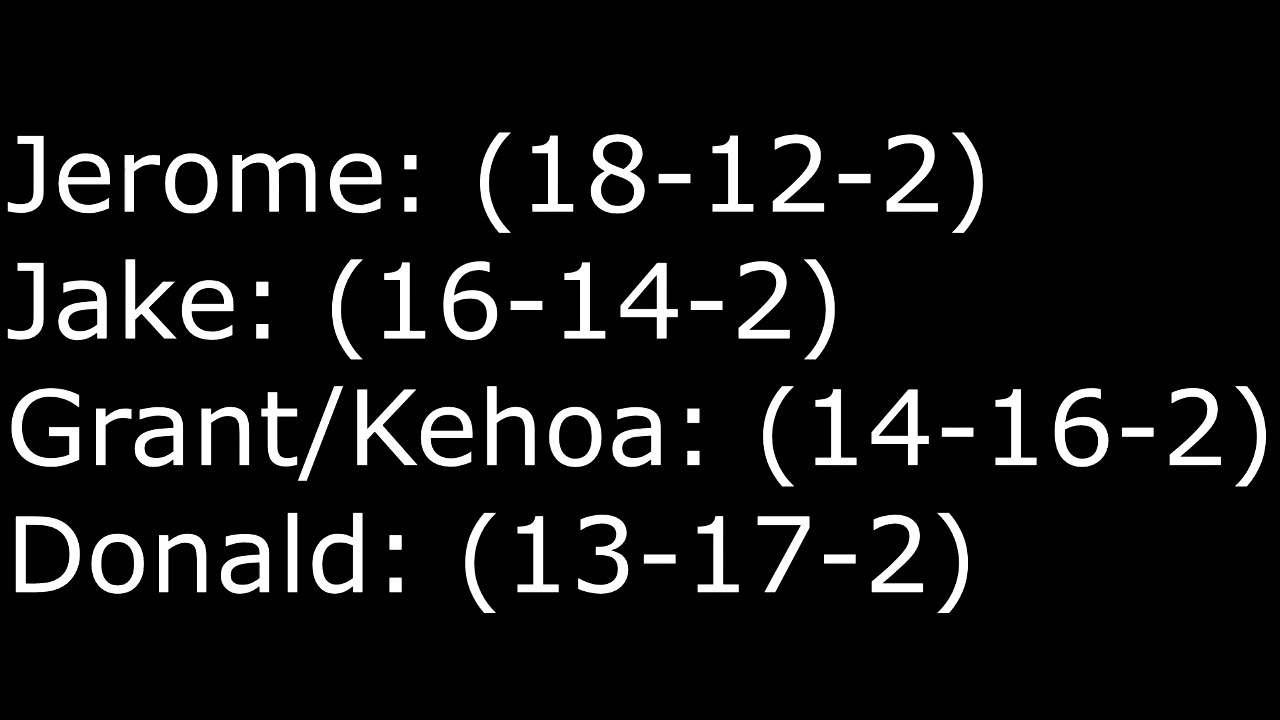 Jerome: (18-12-2)
Jake: (16-14-2)
Grant/Kehoa: (14-16-2)
Donald: (13-17-2)